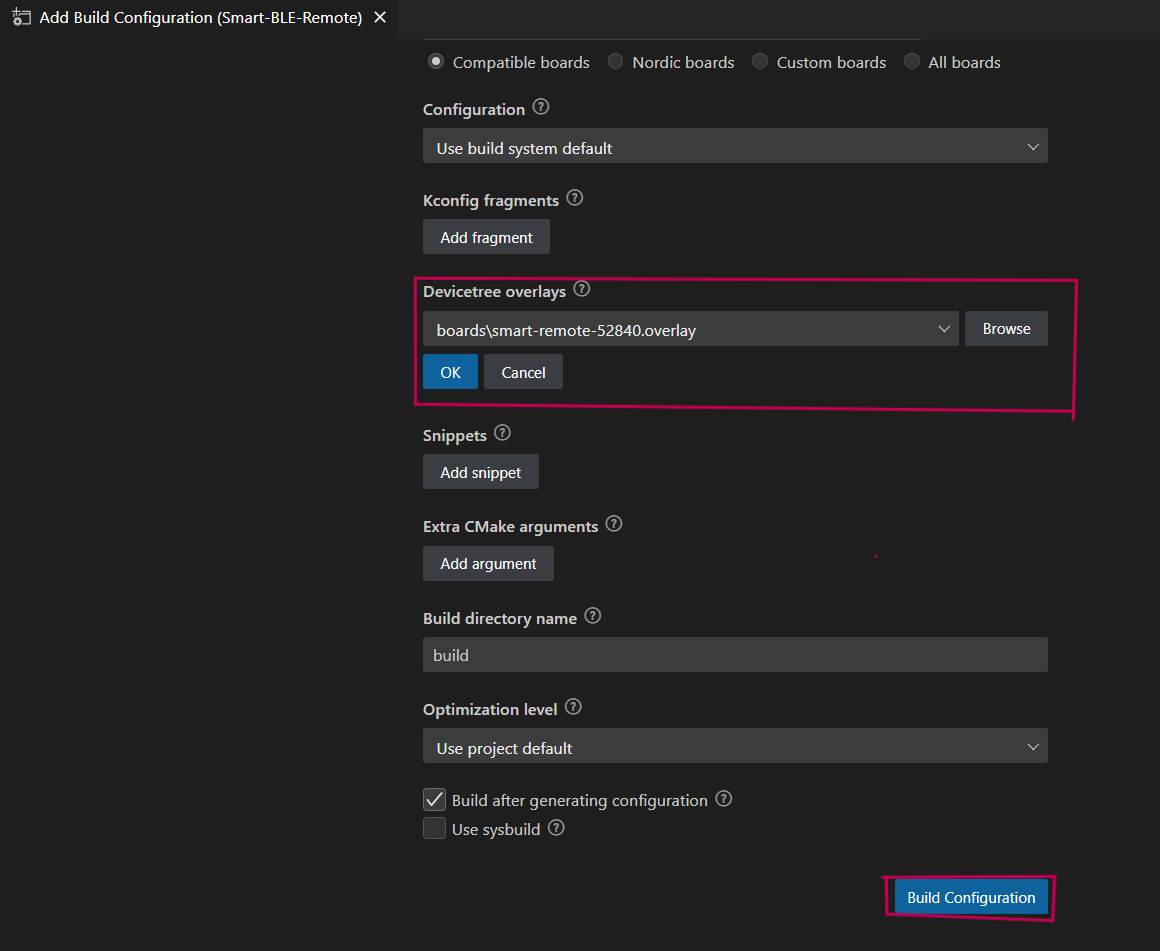 Add Build Configuration (Smart-BLE-Remote)
Compatible boards Nordic boards Custom boards All boards
Configuration
Use build system default
Kconfig fragments
Add fragment
Devicetree overlays
boards\smart-remote-52840.overlay Browse
OK Cancel
Snippets
Add snippet
Extra CMake arguments
Add argument
Build directory name
build
Optimization level
Use project default
Build after generating configuration
Use sysbuild
Build Configuration